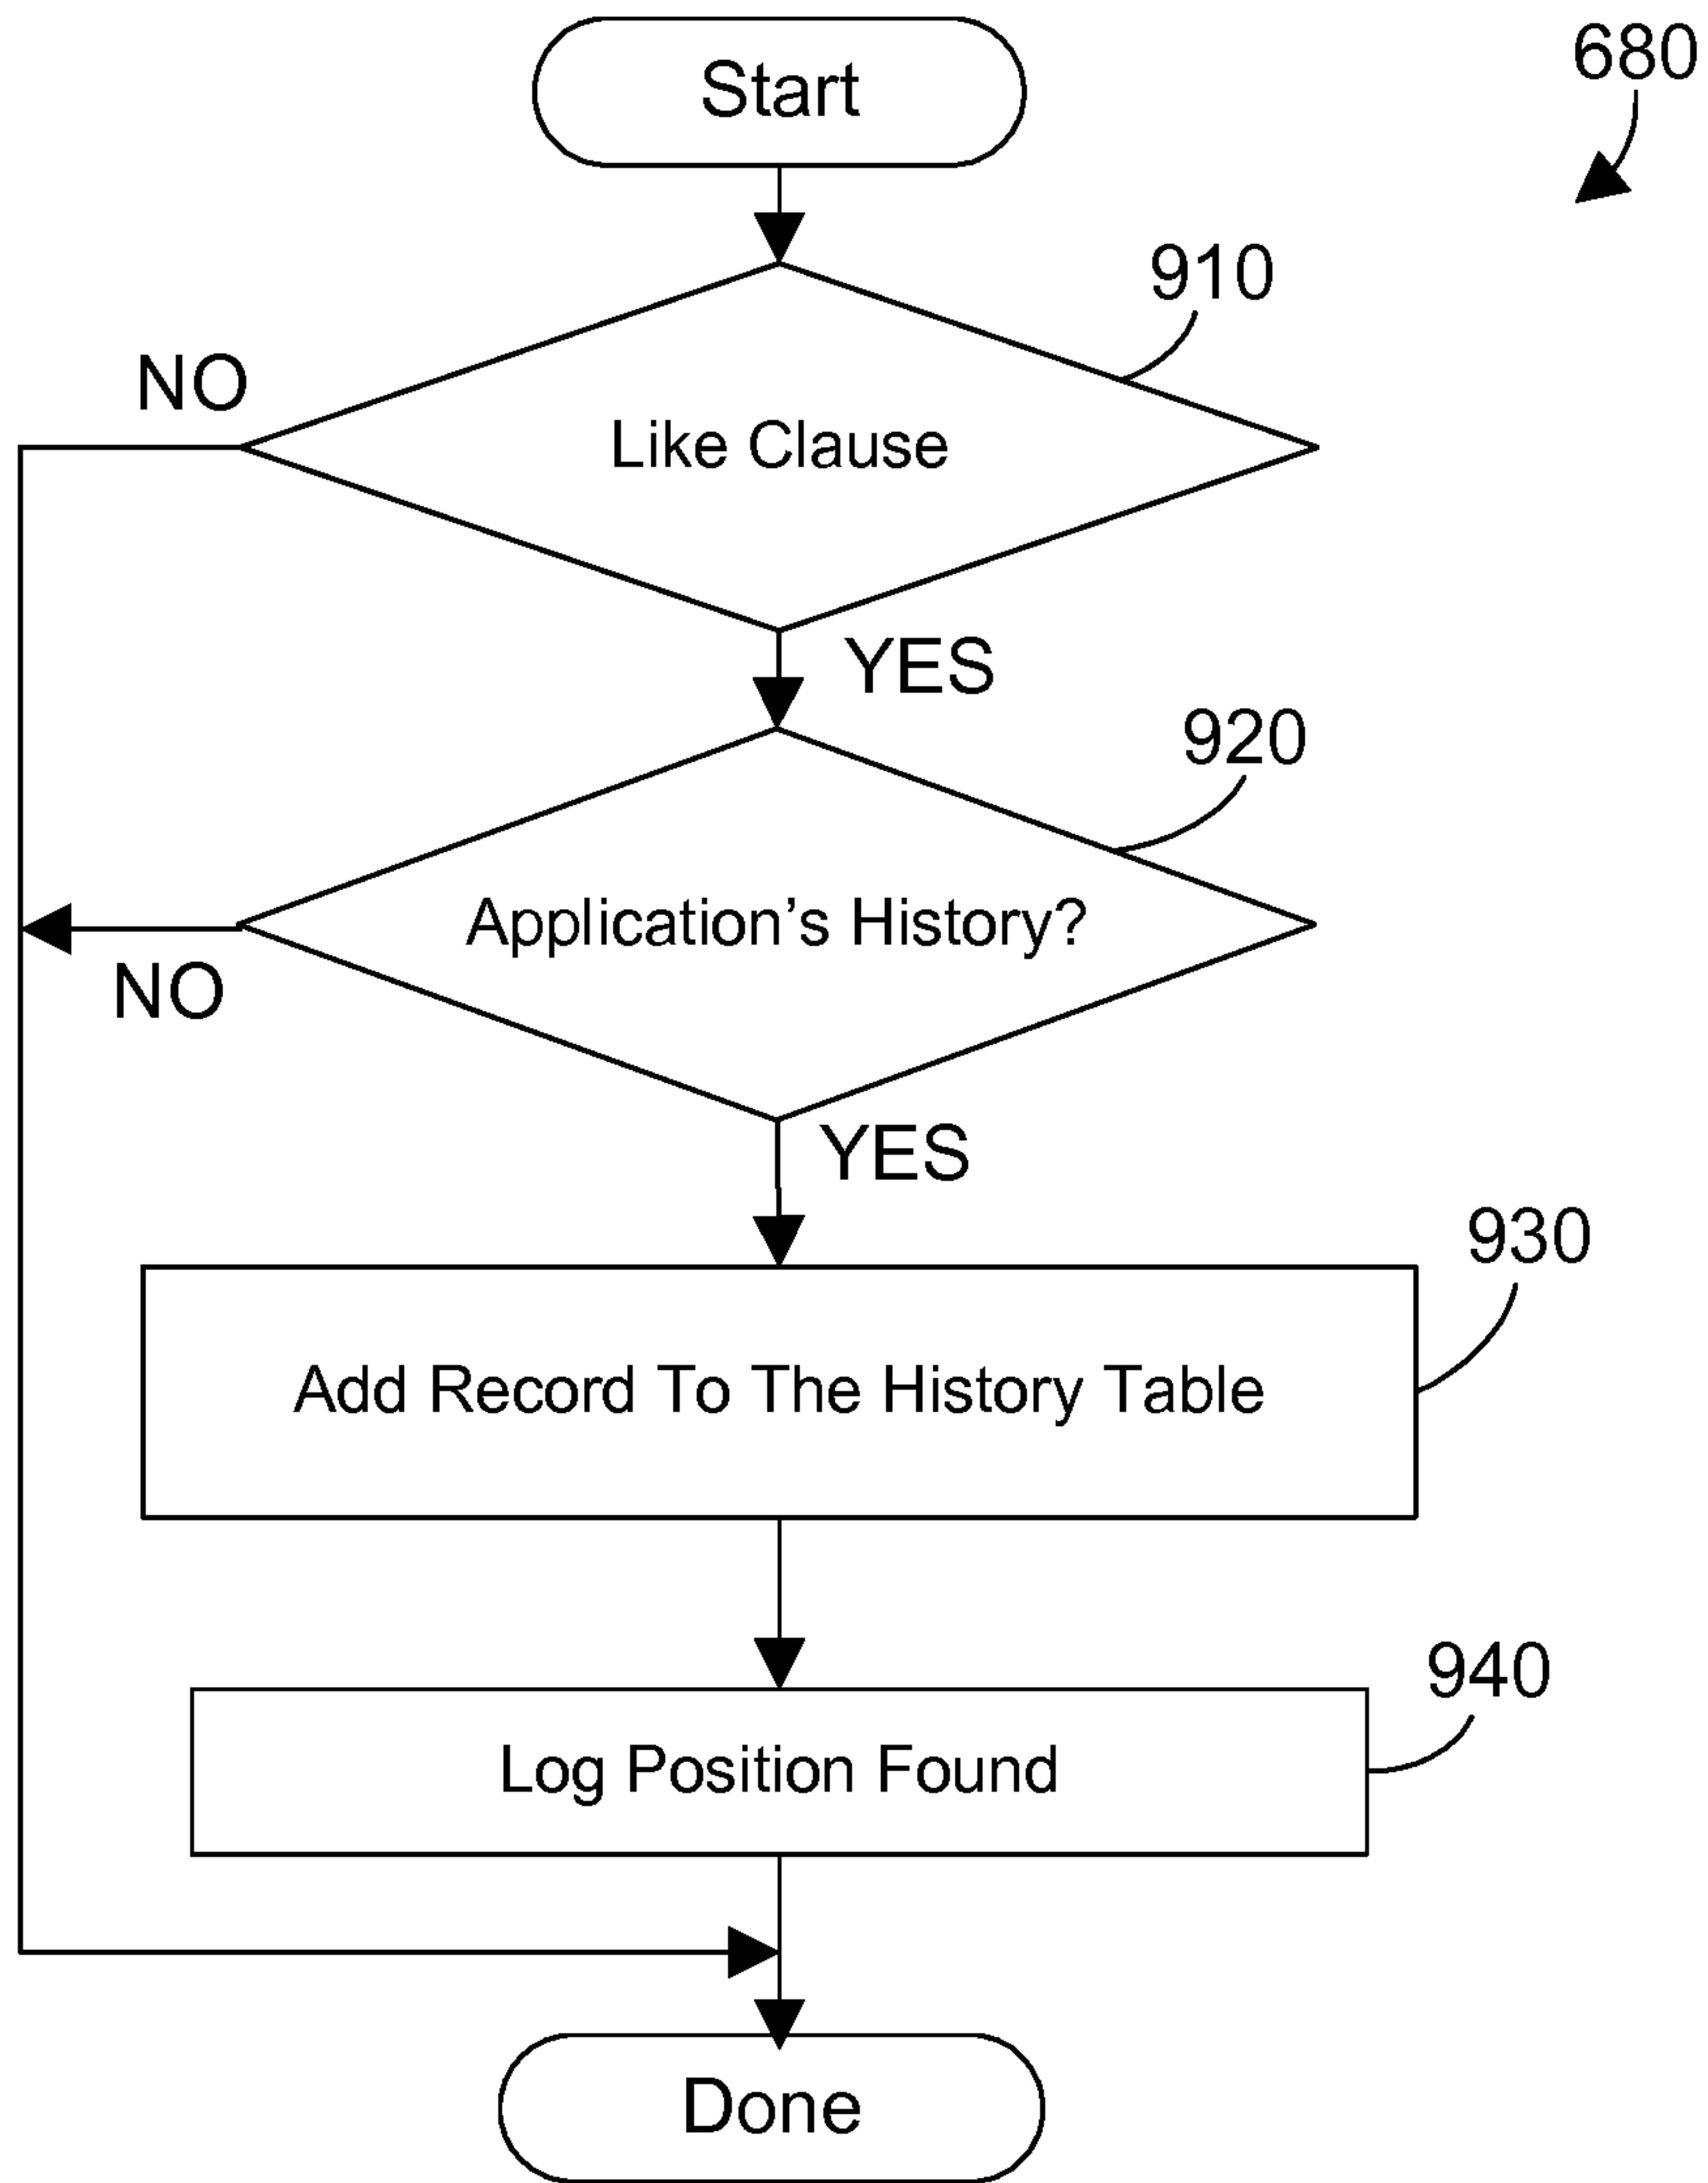 Start
680
910
NO
Like Clause
YES
920
Application’s History?
NO
YES
930
Add Record To The History Table
940
Log Position Found
Done